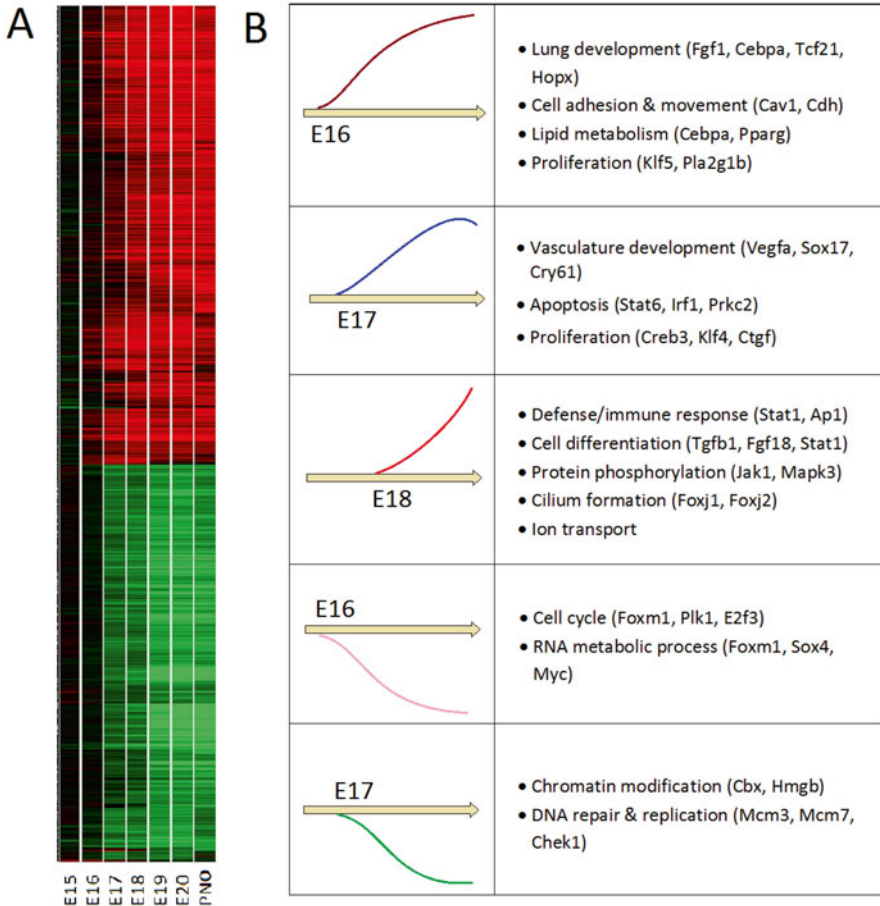 A
B
E16
• Lung development (Fgf1, Cebpa, Tcf21,
Hopx)
• Cell adhesion & movement (Cav1, Cdh)
• Lipid metabolism (Cebpa, Pparg)
• Proliferation (Klf5, Pla2g1b)
E17
• Vasculature development (Vegfa, Sox17,
Cry61)
• Apoptosis (Stat6, Irf1, Prkc2)
• Proliferation (Creb3, Klf4, Ctgf)
E18
• Defense/immune response (Stat1, Ap1)
• Cell differentiation (Tgfb1, Fgf18, Stat1)
• Protein phosphorylation (Jak1, Mapk3)
• Cilium formation (Foxj1, Foxj2)
• Ion transport
E16
• Cell cycle (Foxm1, Plk1, E2f3)
• RNA metabolic process (Foxm1, Sox4,
Myc)
E17
• Chromatin modification (Cbx, Hmgb)
• DNA repair & replication (Mcm3, Mcm7,
Chek1)
E15
E16
E17
E18
E19
E20
PN0